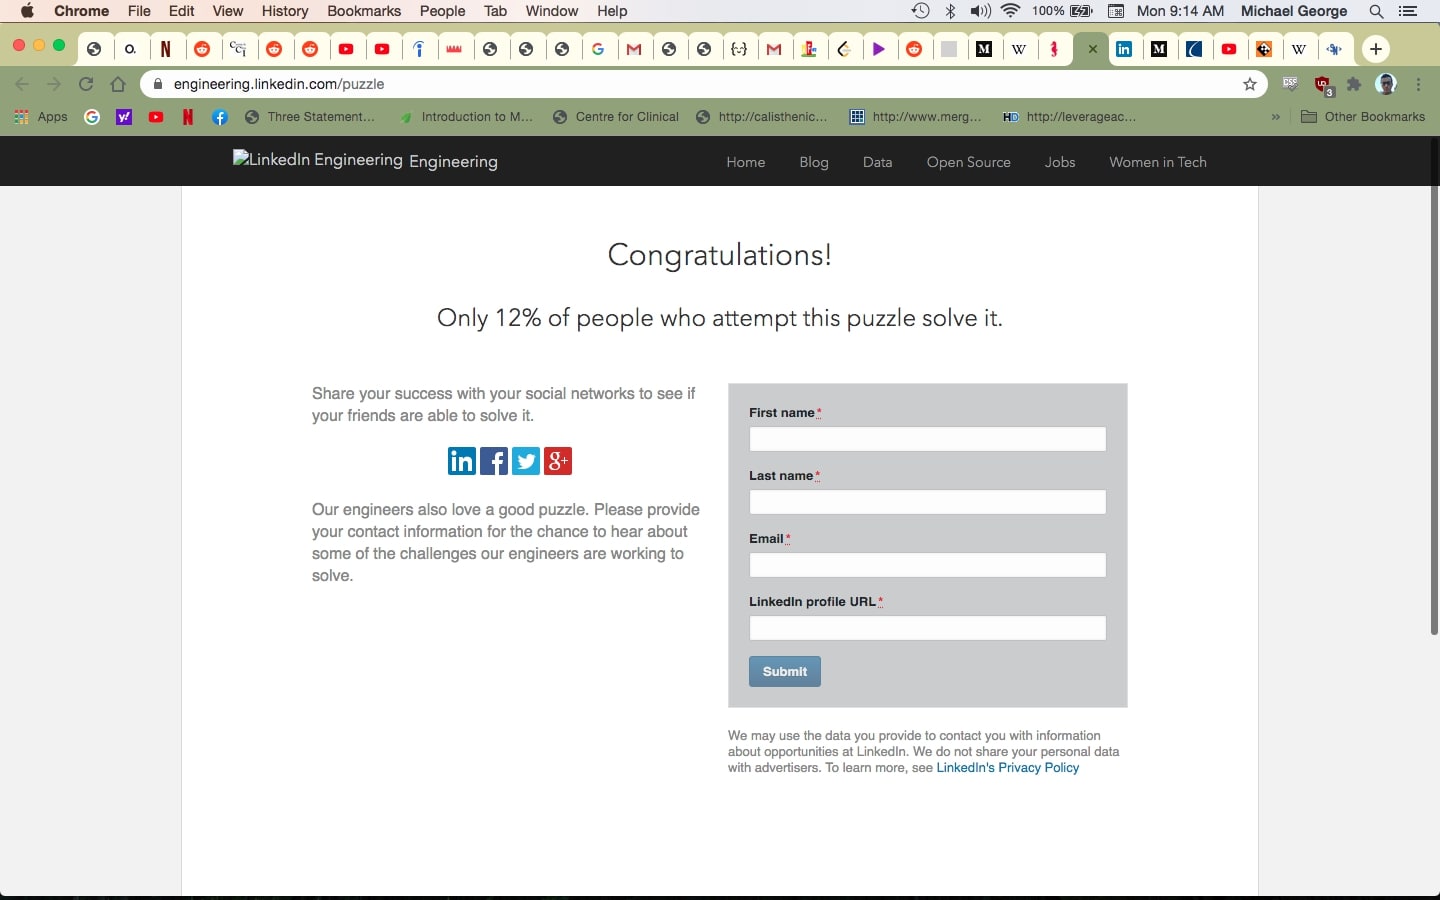 Chrome File Edit View History Bookmarks People Tab Window Help 100% Mon 9:14 AM Michael George
engineering.linkedin.com/puzzle
Apps Three Statement... Introduction to M... Centre for Clinical http://calisthenic... http://www.merg... HD http://leverageac... » Other Bookmarks
LinkedIn Engineering Engineering Home Blog Data Open Source Jobs Women in Tech
Congratulations!
Only 12% of people who attempt this puzzle solve it.
Share your success with your social networks to see if
your friends are able to solve it.
in f g+
Our engineers also love a good puzzle. Please provide
your contact information for the chance to hear about
some of the challenges our engineers are working to
solve.
First name*
Last name*
Email*
LinkedIn profile URL*
Submit
We may use the data you provide to contact you with information
about opportunities at LinkedIn. We do not share your personal data
with advertisers. To learn more, see LinkedIn's Privacy Policy